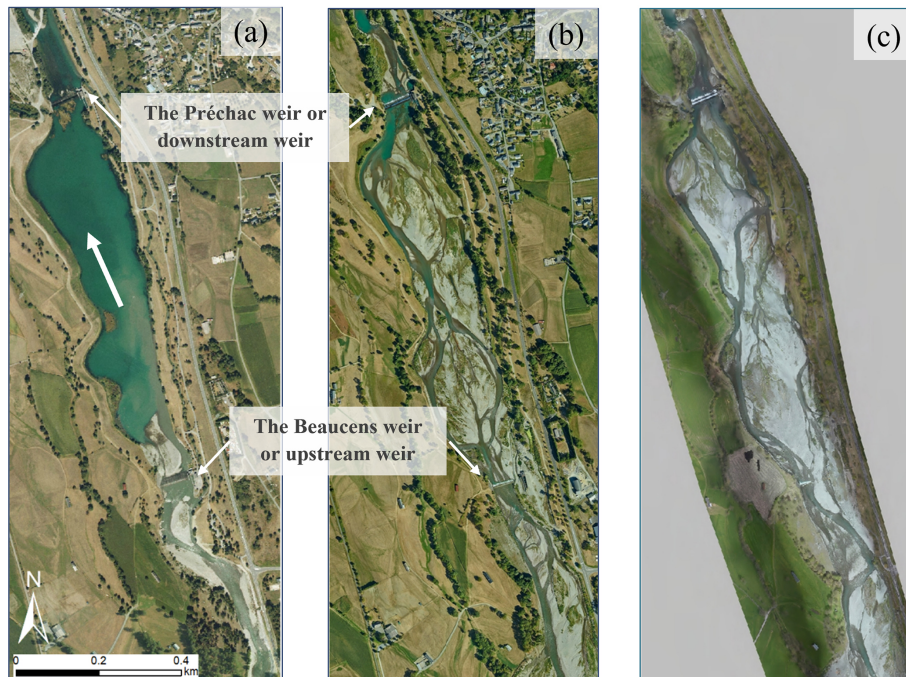 (a)
(b)
(c)
The Préchac weir or
downstream weir
The Beaucens weir
or upstream weir
N
0 0.2 0.4
km